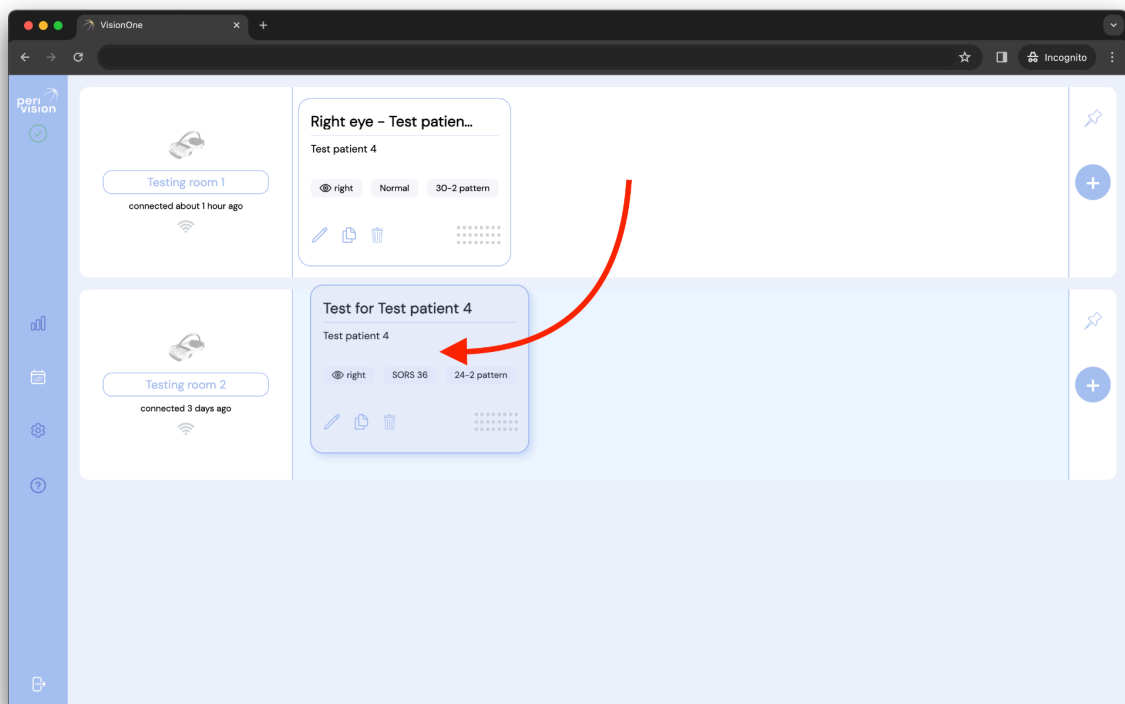 VisionOne
Incognito
peri
vision
Testing room 1
connected about 1 hour ago
Right eye - Test patien...
Test patient 4
right
Normal
30-2 pattern
Testing room 2
connected 3 days ago
Test for Test patient 4
Test patient 4
right
SORS 36
24-2 pattern